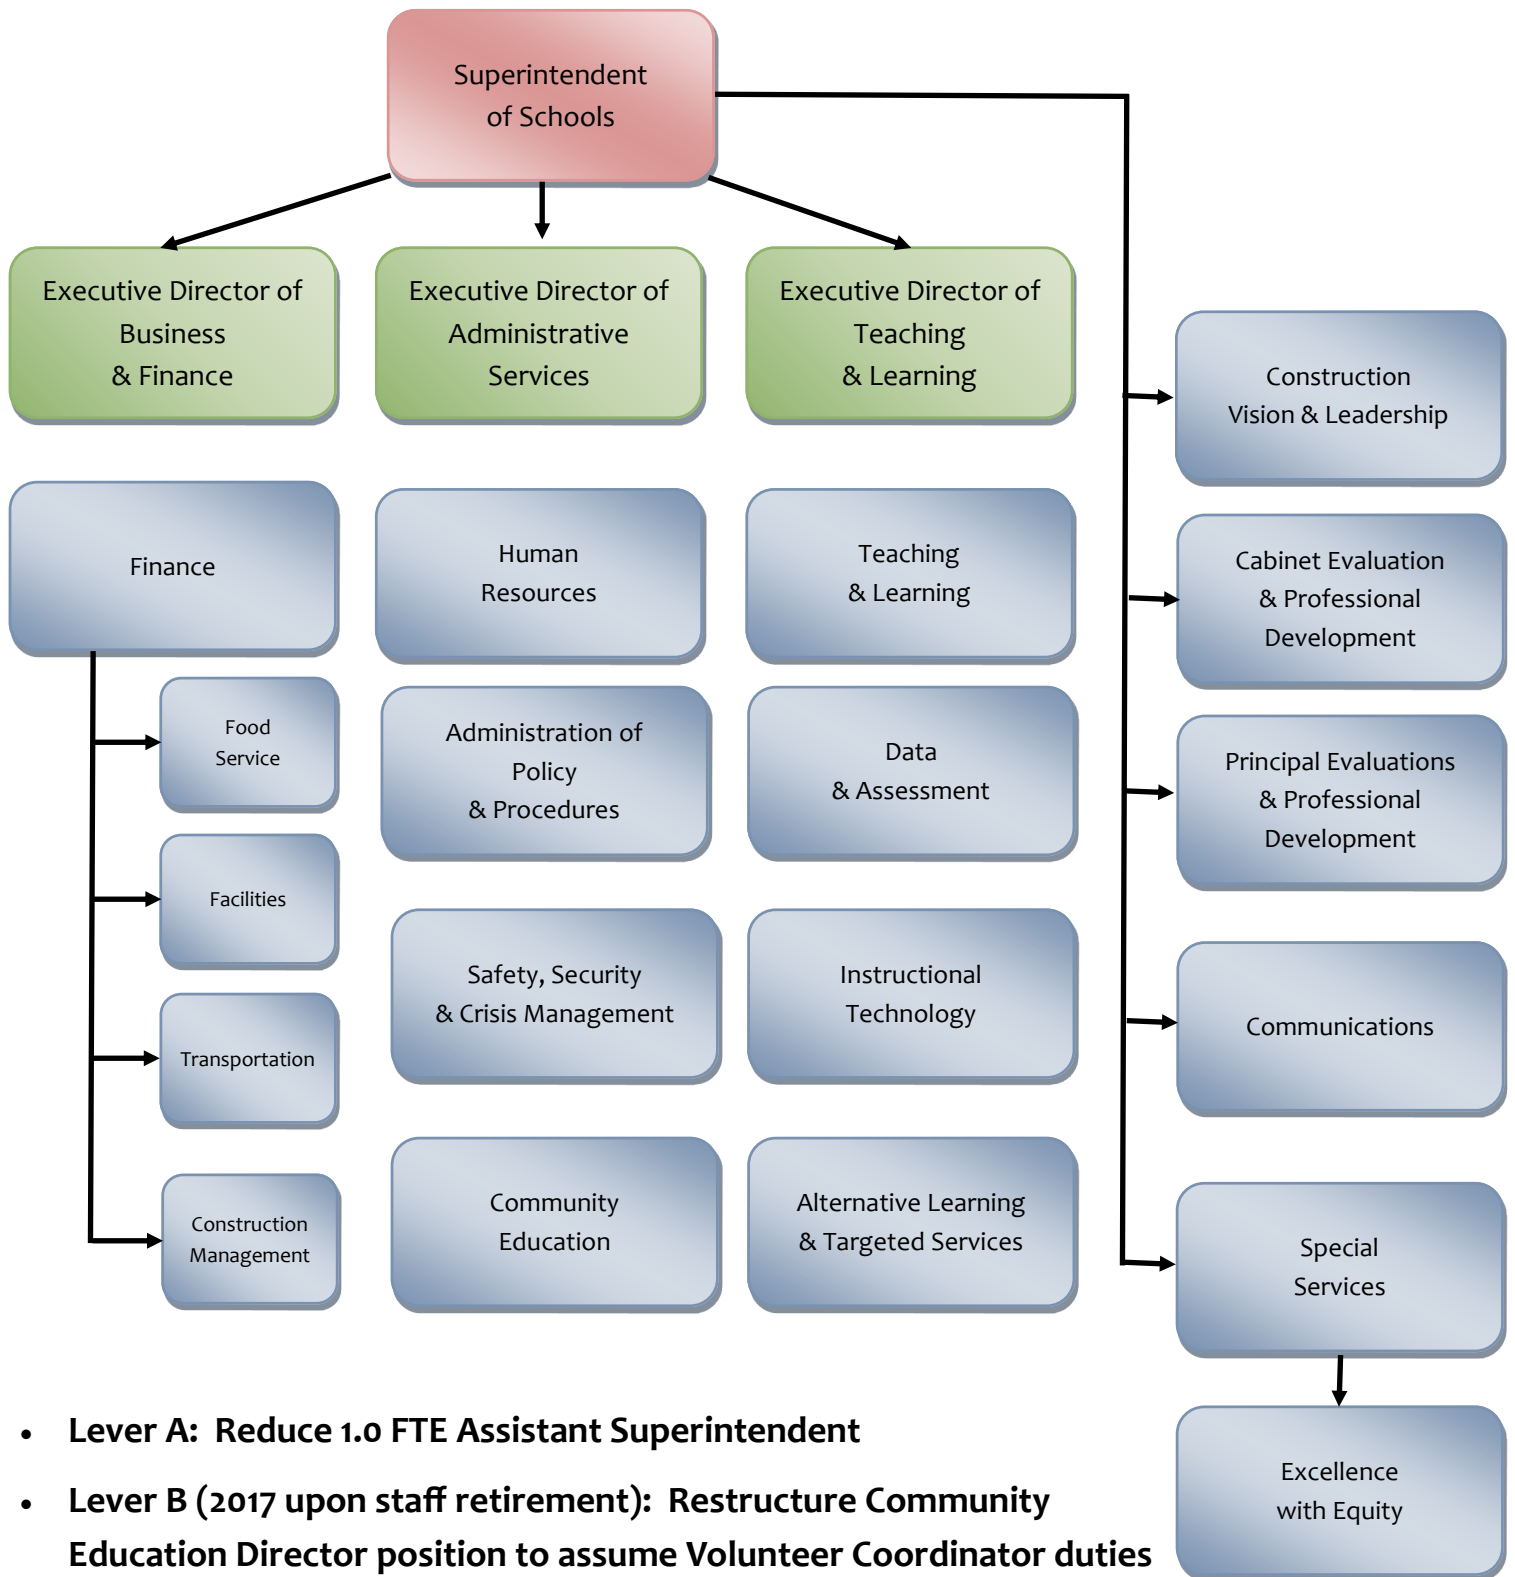 Superintendent
of Schools
Executive Director of
Business
& Finance
Executive Director of
Administrative
Services
Executive Director of
Teaching
& Learning
Finance
Food
Service
Facilities
Transportation
Construction
Management
Human
Resources
Administration of
Policy
& Procedures
Safety, Security
& Crisis Management
Community
Education
Teaching
& Learning
Data
& Assessment
Instructional
Technology
Alternative Learning
& Targeted Services
Construction
Vision & Leadership
Cabinet Evaluation
& Professional
Development
Principal Evaluations
& Professional
Development
Communications
Special
Services
Excellence
with Equity
• Lever A: Reduce 1.0 FTE Assistant Superintendent
• Lever B (2017 upon staff retirement): Restructure Community
Education Director position to assume Volunteer Coordinator duties